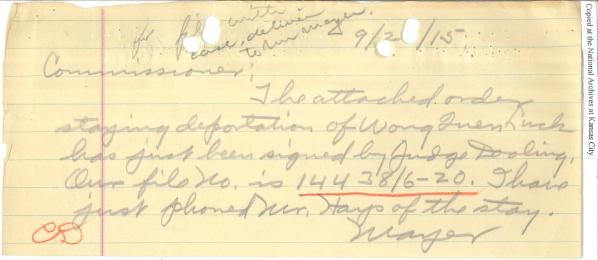 for file with
case, deliver
to Mr Mayer.
9/2 /15
Commissioner:
The attached order
staying deportation of Wong Quen Luck
has just been signed by Judge Dooling.
Our file No. is 14438/6-20. I have
just phoned Mr. Hays of the stay.
Mayer
CD
Copied at the National Archives at Kansas City